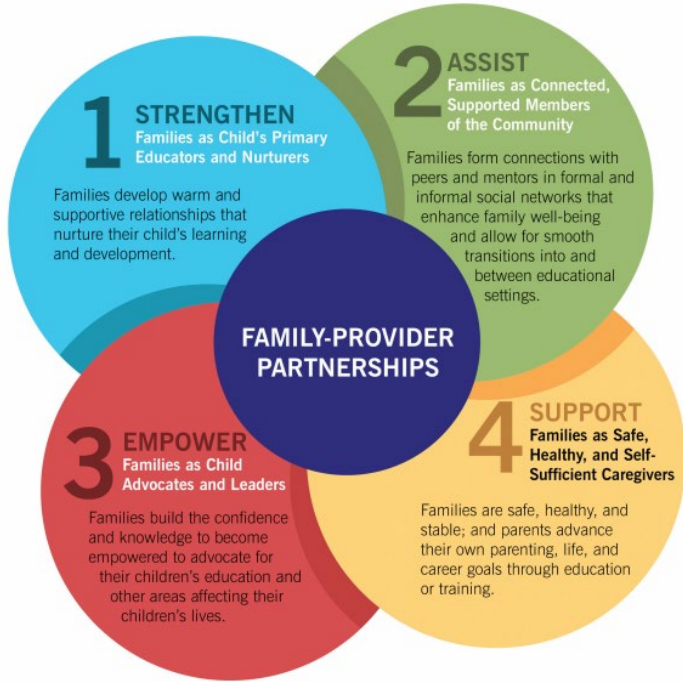 1
STRENGTHEN
Families as Child's Primary
Educators and Nurturers
Families develop warm and
supportive relationships that
nurture their child's learning
and development.
2
ASSIST
Families as Connected,
Supported Members
of the Community
Families form connections with
peers and mentors in formal and
informal social networks that
enhance family well-being
and allow for smooth
transitions into and
between educational
settings.
FAMILY-PROVIDER
PARTNERSHIPS
3
EMPOWER
Families as Child
Advocates and Leaders
Families build the confidence
and knowledge to become
empowered to advocate for
their children's education and
other areas affecting their
children's lives.
4
SUPPORT
Families as Safe,
Healthy, and Self-
Sufficient Caregivers
Families are safe, healthy, and
stable; and parents advance
their own parenting, life, and
career goals through education
or training.